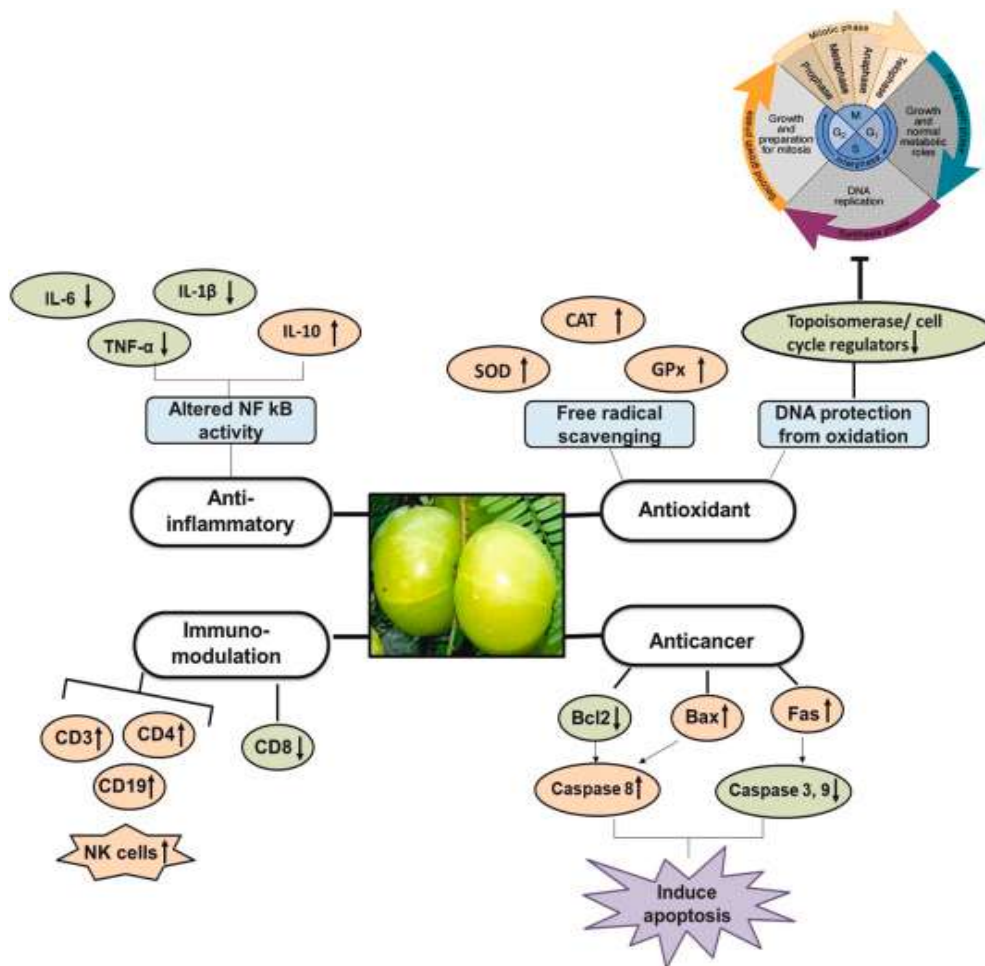 Mitotic phase
Prophase
Metaphase
Anaphase
Telophase
Growth
and
preparation
for mitosis
Growth
and
normal
metabolic
roles
M
G2
G1
S
Interphase
DNA
replication
Second growth phase
Synthesis phase
IL-6
IL-1β
TNF-α
IL-10
CAT
SOD
GPx
Topoisomerase/ cell
cycle regulators
Altered NF kB
activity
Free radical
scavenging
DNA protection
from oxidation
Anti-
inflammatory
Antioxidant
Immuno-
modulation
Anticancer
CD3
CD4
CD8
CD19
NK cells
Bcl2
Bax
Fas
Caspase 8
Caspase 3, 9
Induce
apoptosis